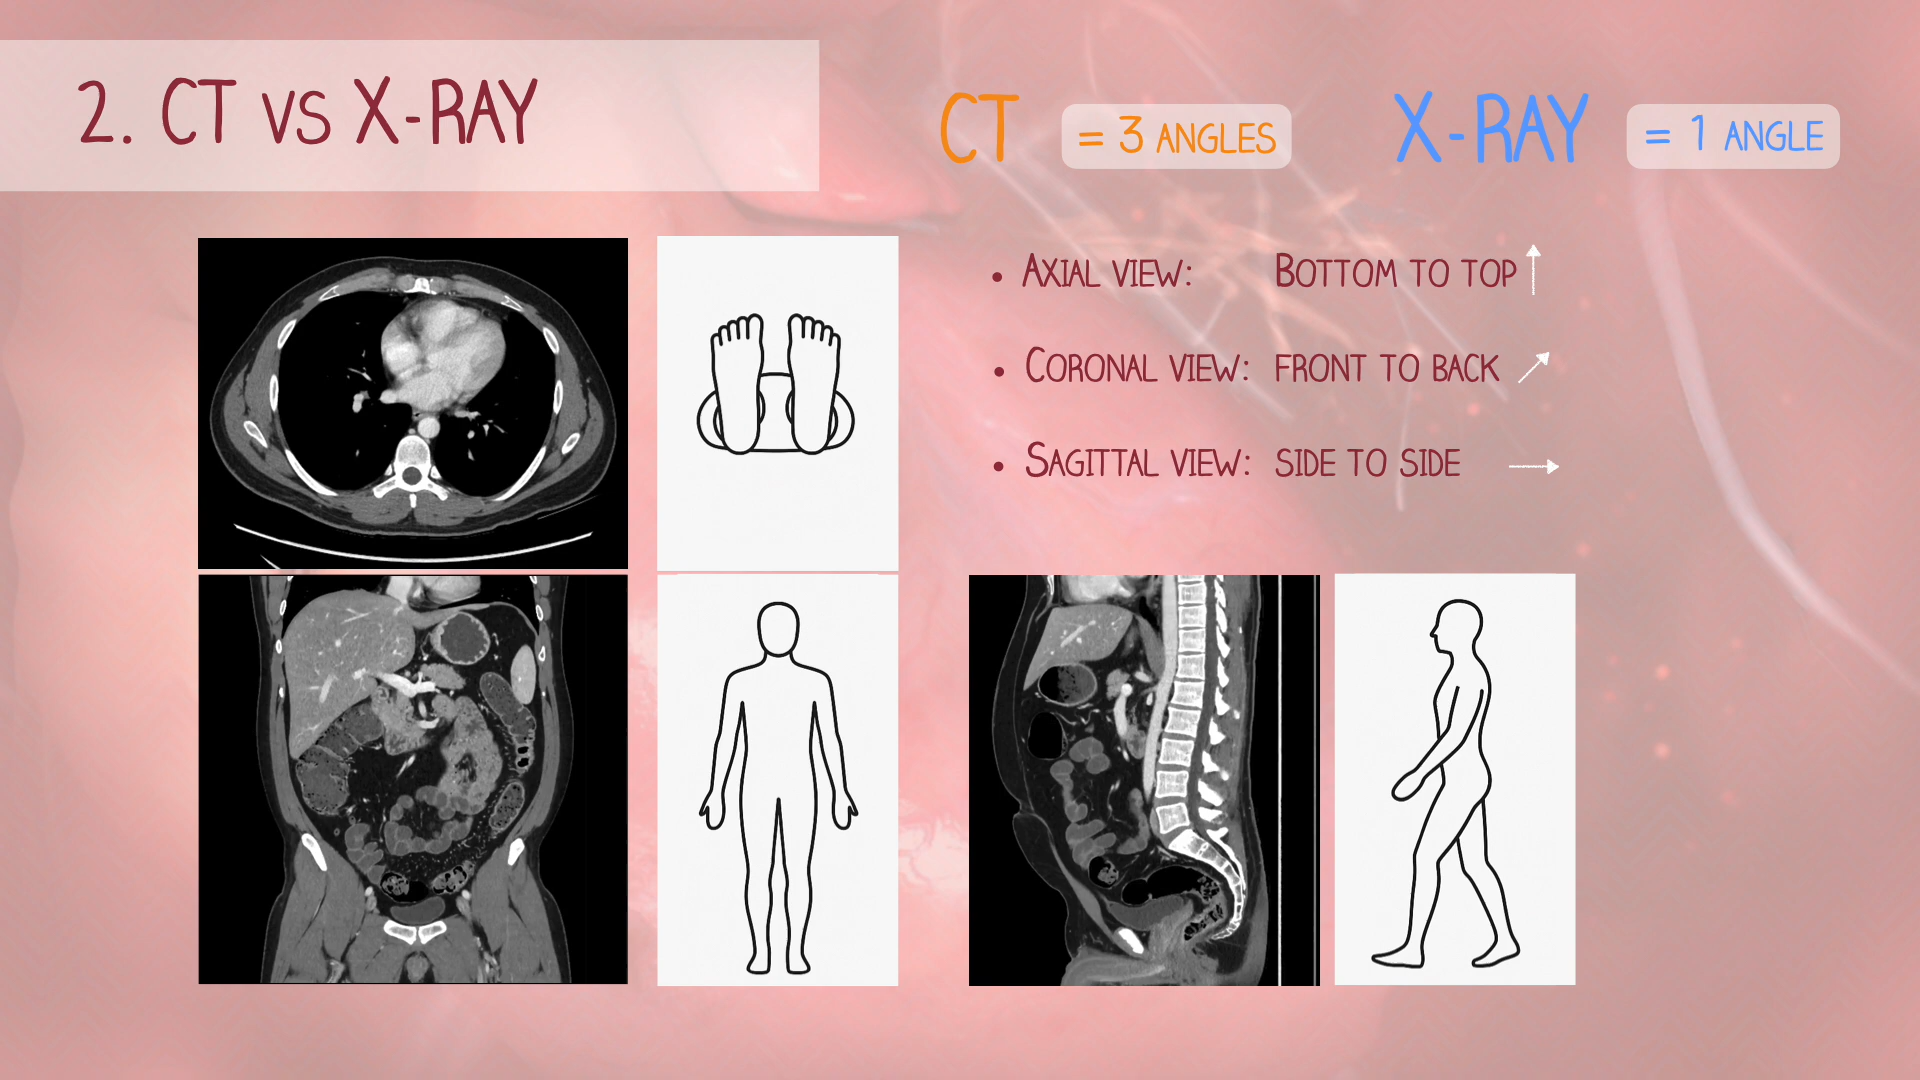 2. CT vs X-RAY
CT = 3 ANGLES
X-RAY = 1 ANGLE
• AXIAL VIEW: BOTTOM TO TOP ↑
• CORONAL VIEW: FRONT TO BACK ↗
• SAGITTAL VIEW: SIDE TO SIDE →